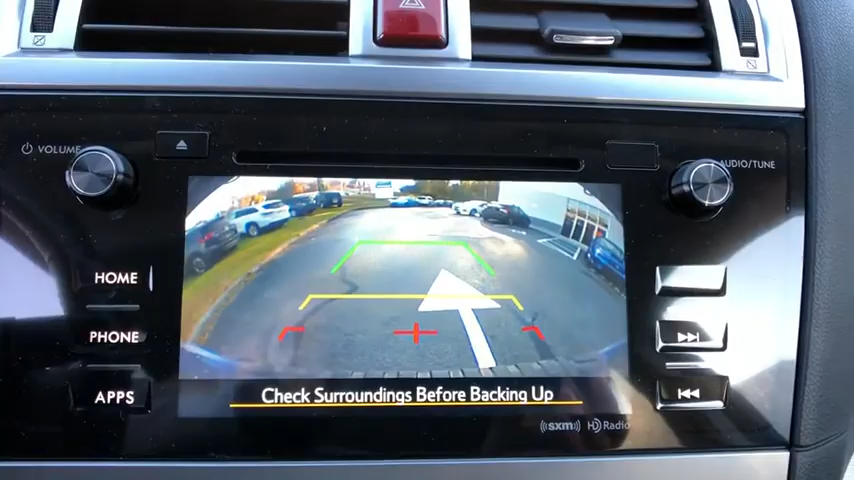 VOLUME
AUDIO/TUNE
HOME
PHONE
APPS
Check Surroundings Before Backing Up
((sxm))
HD Radio